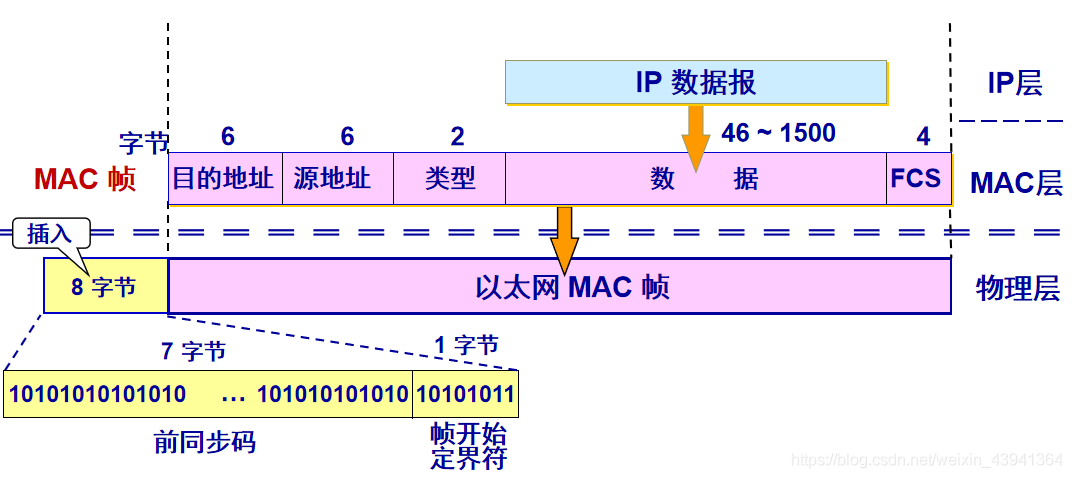 IP 数据报
IP层
字节 6 6 2 46 ~ 1500 4
MAC 帧 目的地址 源地址 类型 数 据 FCS MAC层
插入
8 字节 以太网 MAC 帧 物理层
7 字节 1 字节
10101010101010 … 101010101010 10101011
前同步码 帧开始
定界符
https://blog.csdn.net/weixin_43941364